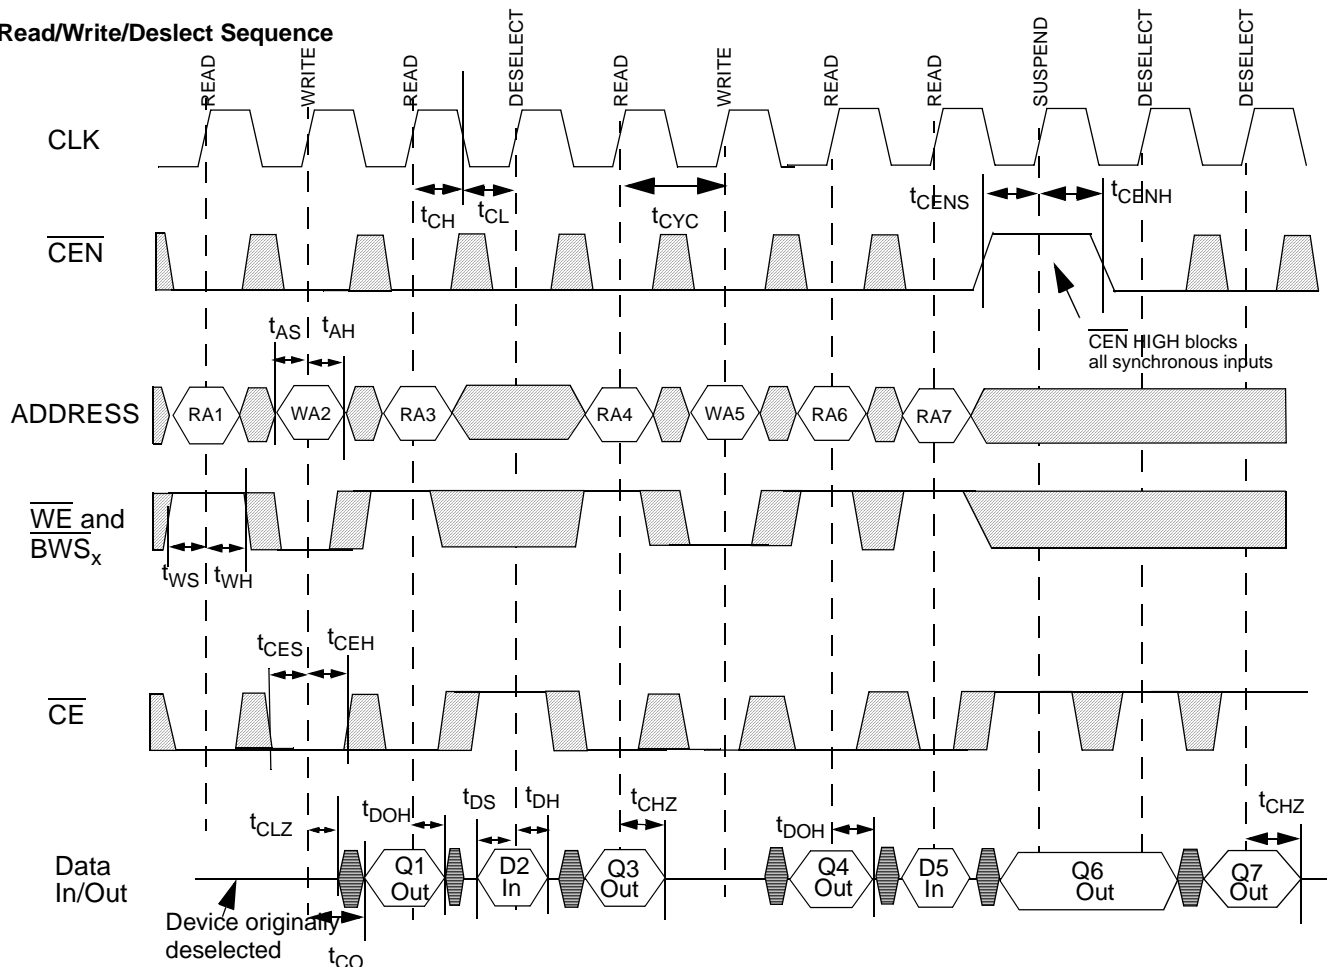 Read/Write/Deslect Sequence
READ
WRITE
READ
DESELECT
READ
WRITE
READ
READ
SUSPEND
DESELECT
DESELECT
CLK
tCH
tCL
tCYC
tCENS
tCENH
CEN
CEN HIGH blocks
all synchronous inputs
tAS
tAH
ADDRESS
RA1
WA2
RA3
RA4
WA5
RA6
RA7
WE and
BWSx
tWS
tWH
tCES
tCEH
CE
tCLZ
tDOH
tDS
tDH
tCHZ
tDOH
tCHZ
Data
In/Out
Q1
Out
D2
In
Q3
Out
Q4
Out
D5
In
Q6
Out
Q7
Out
Device originally
deselected
tCO